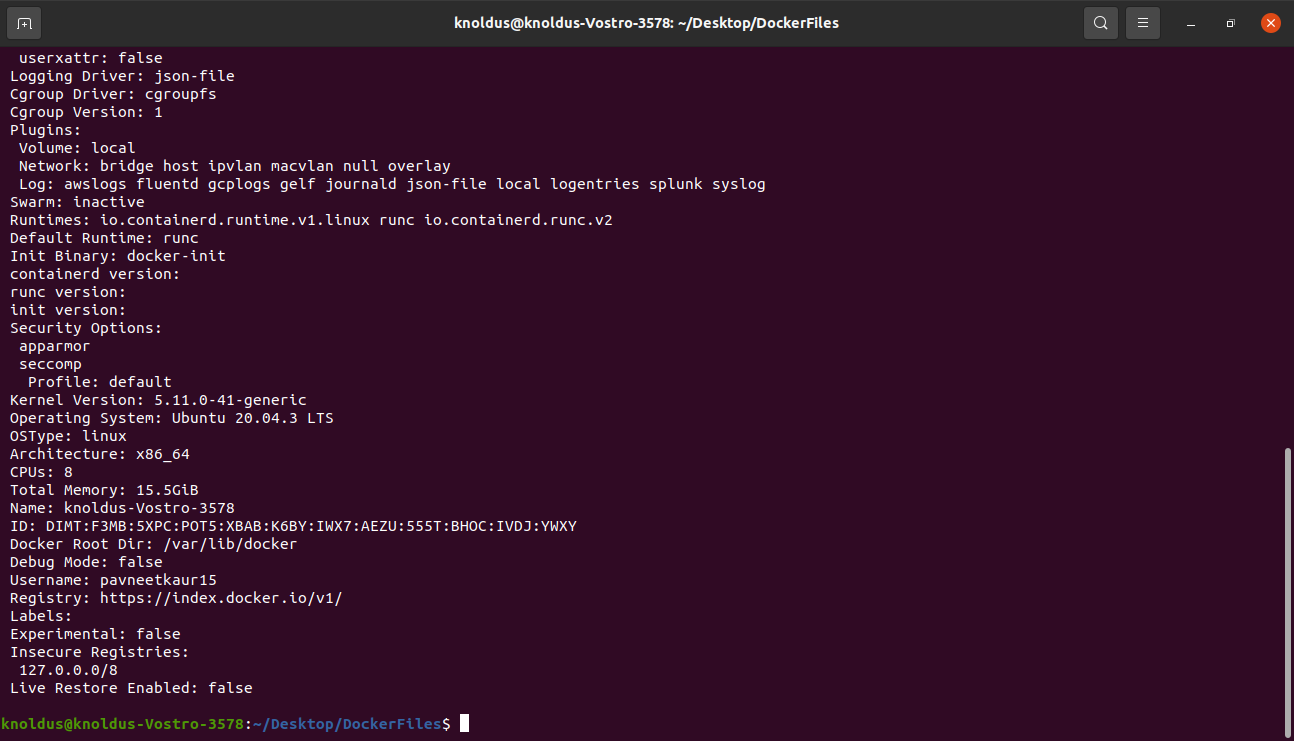 knoldus@knoldus-Vostro-3578: ~/Desktop/DockerFiles
userxattr: false
Logging Driver: json-file
Cgroup Driver: cgroupfs
Cgroup Version: 1
Plugins:
Volume: local
Network: bridge host ipvlan macvlan null overlay
Log: awslogs fluentd gcplogs gelf journald json-file local logentries splunk syslog
Swarm: inactive
Runtimes: io.containerd.runtime.v1.linux runc io.containerd.runc.v2
Default Runtime: runc
Init Binary: docker-init
containerd version:
runc version:
init version:
Security Options:
apparmor
seccomp
Profile: default
Kernel Version: 5.11.0-41-generic
Operating System: Ubuntu 20.04.3 LTS
OSType: linux
Architecture: x86_64
CPUs: 8
Total Memory: 15.5GiB
Name: knoldus-Vostro-3578
ID: DIMT:F3MB:5XPC:POT5:XBAB:K6BY:IWX7:AEZU:555T:BHOC:IVDJ:YWXY
Docker Root Dir: /var/lib/docker
Debug Mode: false
Username: pavneetkaur15
Registry: https://index.docker.io/v1/
Labels:
Experimental: false
Insecure Registries:
127.0.0.0/8
Live Restore Enabled: false
knoldus@knoldus-Vostro-3578:~/Desktop/DockerFiles$